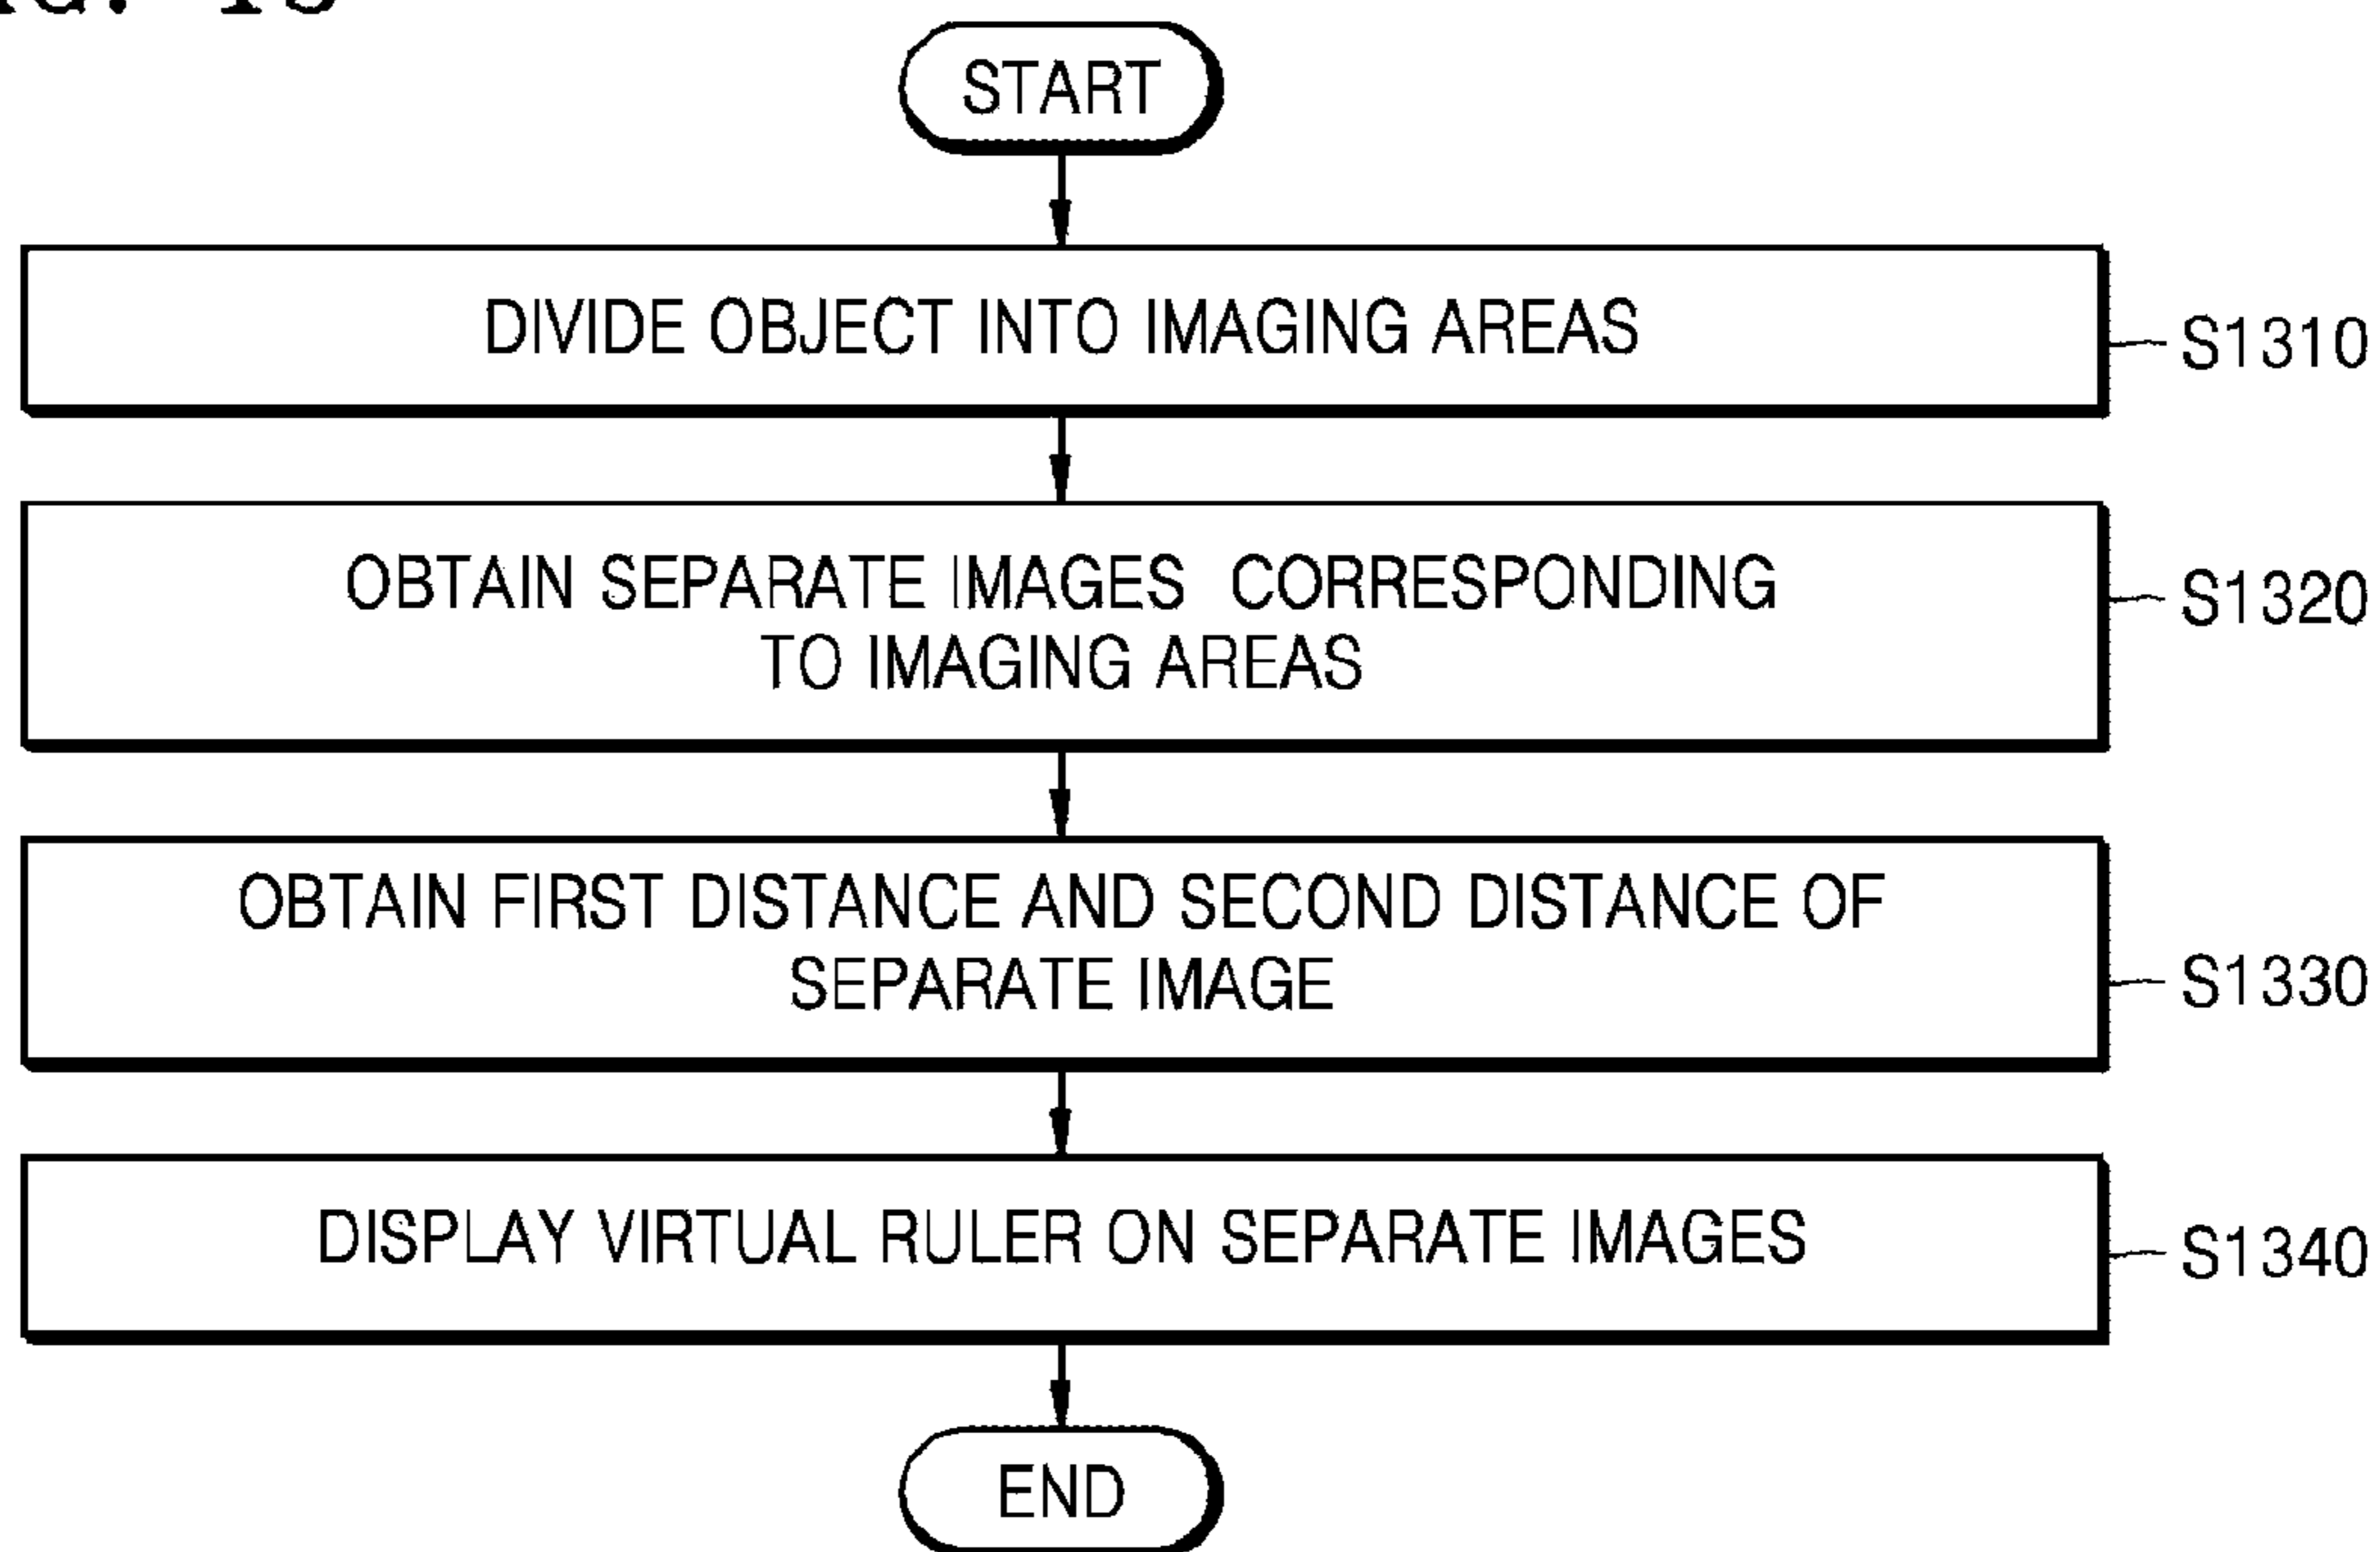 START
DIVIDE OBJECT INTO IMAGING AREAS
S1310
OBTAIN SEPARATE IMAGES CORRESPONDING
TO IMAGING AREAS
S1320
OBTAIN FIRST DISTANCE AND SECOND DISTANCE OF
SEPARATE IMAGE
S1330
DISPLAY VIRTUAL RULER ON SEPARATE IMAGES
S1340
END